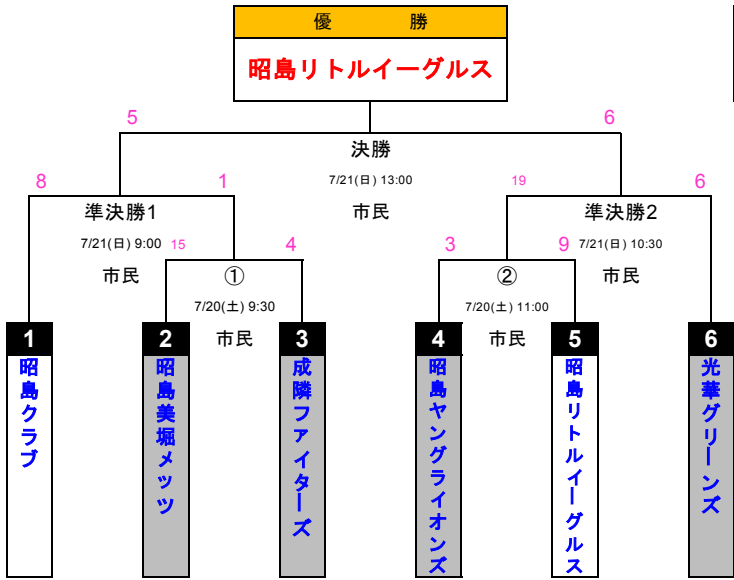 優　　　勝
昭島リトルイーグルス
5
6
決勝
7/21(日) 13:00
市民
8
1
19
6
準決勝1
7/21(日) 9:00
市民
準決勝2
7/21(日) 10:30
市民
15
4
3
9
①
7/20(土) 9:30
市民
②
7/20(土) 11:00
市民
1
昭島クラブ
2
昭島美堀メッツ
3
成隣ファイターズ
4
昭島ヤングライオンズ
5
昭島リトルイーグルス
6
光華グリーンズ